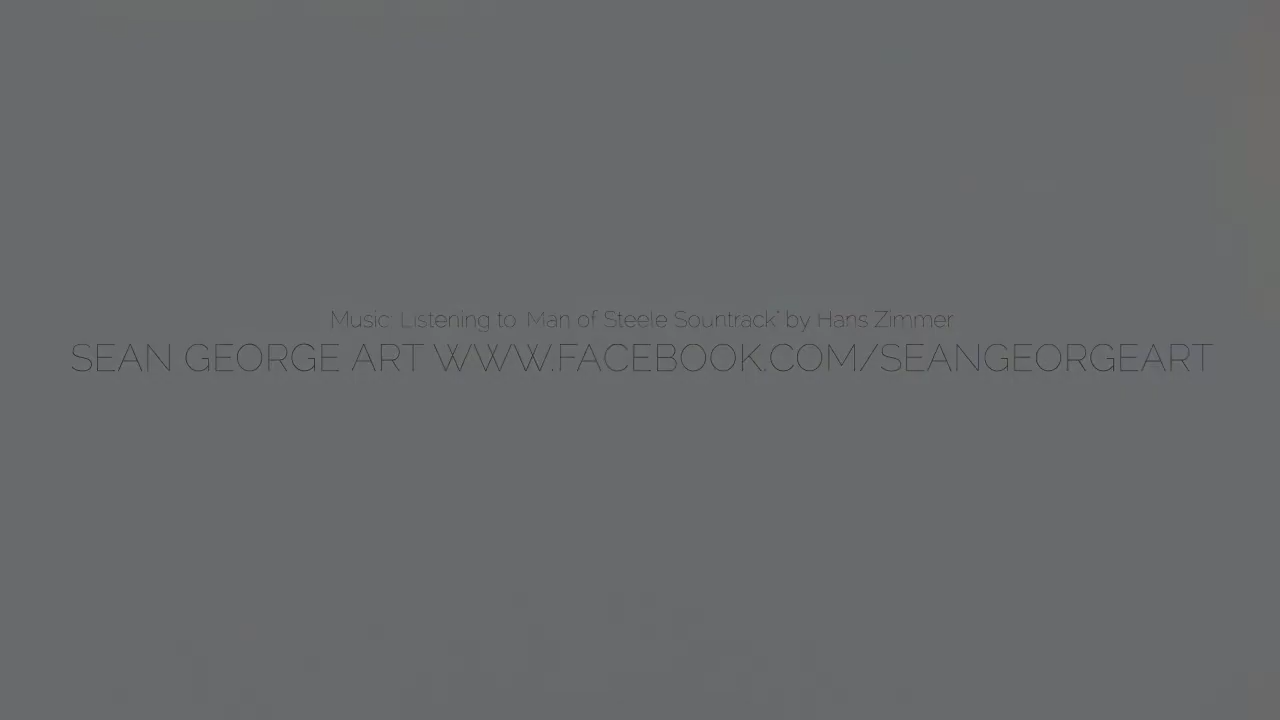 Music: Listening to 'Man of Steele Sountrack' by Hans Zimmer
SEAN GEORGE ART WWW.FACEBOOK.COM/SEANGEORGEART